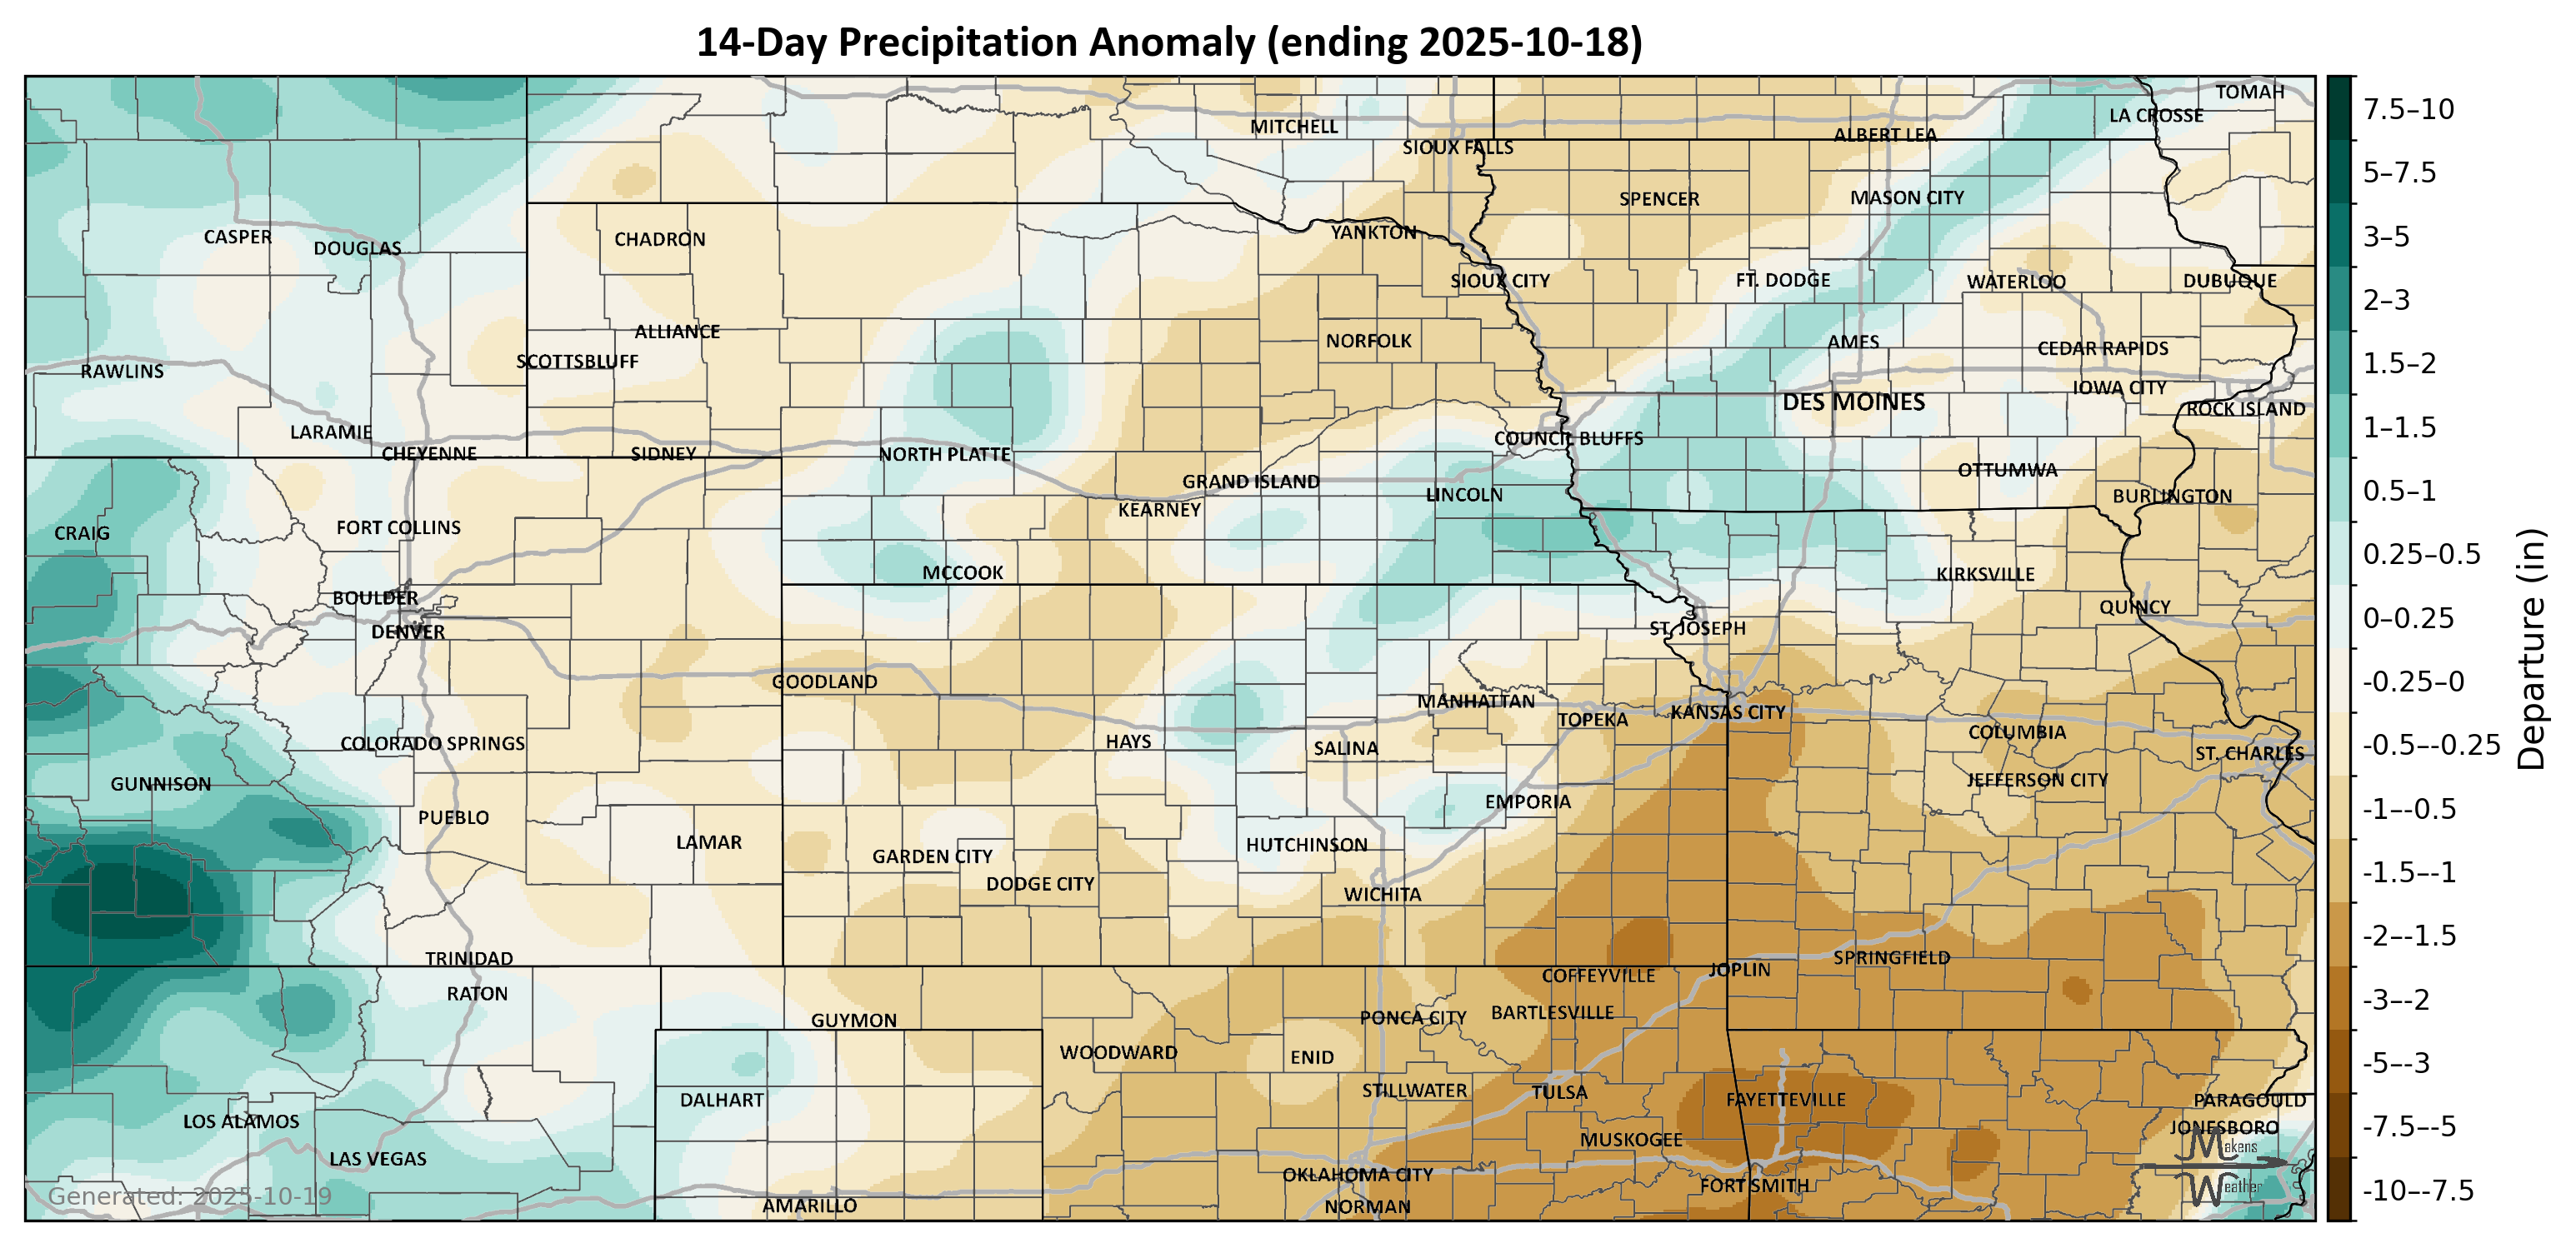 14-Day Precipitation Anomaly (ending 2025-10-18)
TOMAH
LA CROSSE
MITCHELL
ALBERT LEA
SIOUX FALLS
SPENCER
MASON CITY
CASPER
DOUGLAS
CHADRON
YANKTON
SIOUX CITY
FT. DODGE
WATERLOO
DUBUQUE
ALLIANCE
NORFOLK
AMES
CEDAR RAPIDS
SCOTTSBLUFF
RAWLINS
IOWA CITY
DES MOINES
ROCK ISLAND
LARAMIE
COUNCIL BLUFFS
CHEYENNE
SIDNEY
NORTH PLATTE
OTTUMWA
GRAND ISLAND
LINCOLN
BURLINGTON
KEARNEY
CRAIG
FORT COLLINS
MCCOOK
KIRKSVILLE
BOULDER
QUINCY
DENVER
ST. JOSEPH
GOODLAND
MANHATTAN
TOPEKA
KANSAS CITY
COLUMBIA
COLORADO SPRINGS
HAYS
SALINA
ST. CHARLES
GUNNISON
JEFFERSON CITY
EMPORIA
PUEBLO
LAMAR
HUTCHINSON
GARDEN CITY
DODGE CITY
WICHITA
TRINIDAD
SPRINGFIELD
JOPLIN
COFFEYVILLE
RATON
BARTLESVILLE
GUYMON
PONCA CITY
WOODWARD
ENID
STILLWATER
TULSA
DALHART
FAYETTEVILLE
PARAGOULD
LOS ALAMOS
JONESBORO
MUSKOGEE
LAS VEGAS
OKLAHOMA CITY
FORT SMITH
AMARILLO
NORMAN
Makens
Weather
Generated: 2025-10-19
7.5–10
5–7.5
3–5
2–3
1.5–2
1–1.5
0.5–1
0.25–0.5
0–0.25
-0.25–0
-0.5–-0.25
-1–-0.5
-1.5–-1
-2–-1.5
-3–-2
-5–-3
-7.5–-5
-10–-7.5
Departure (in)